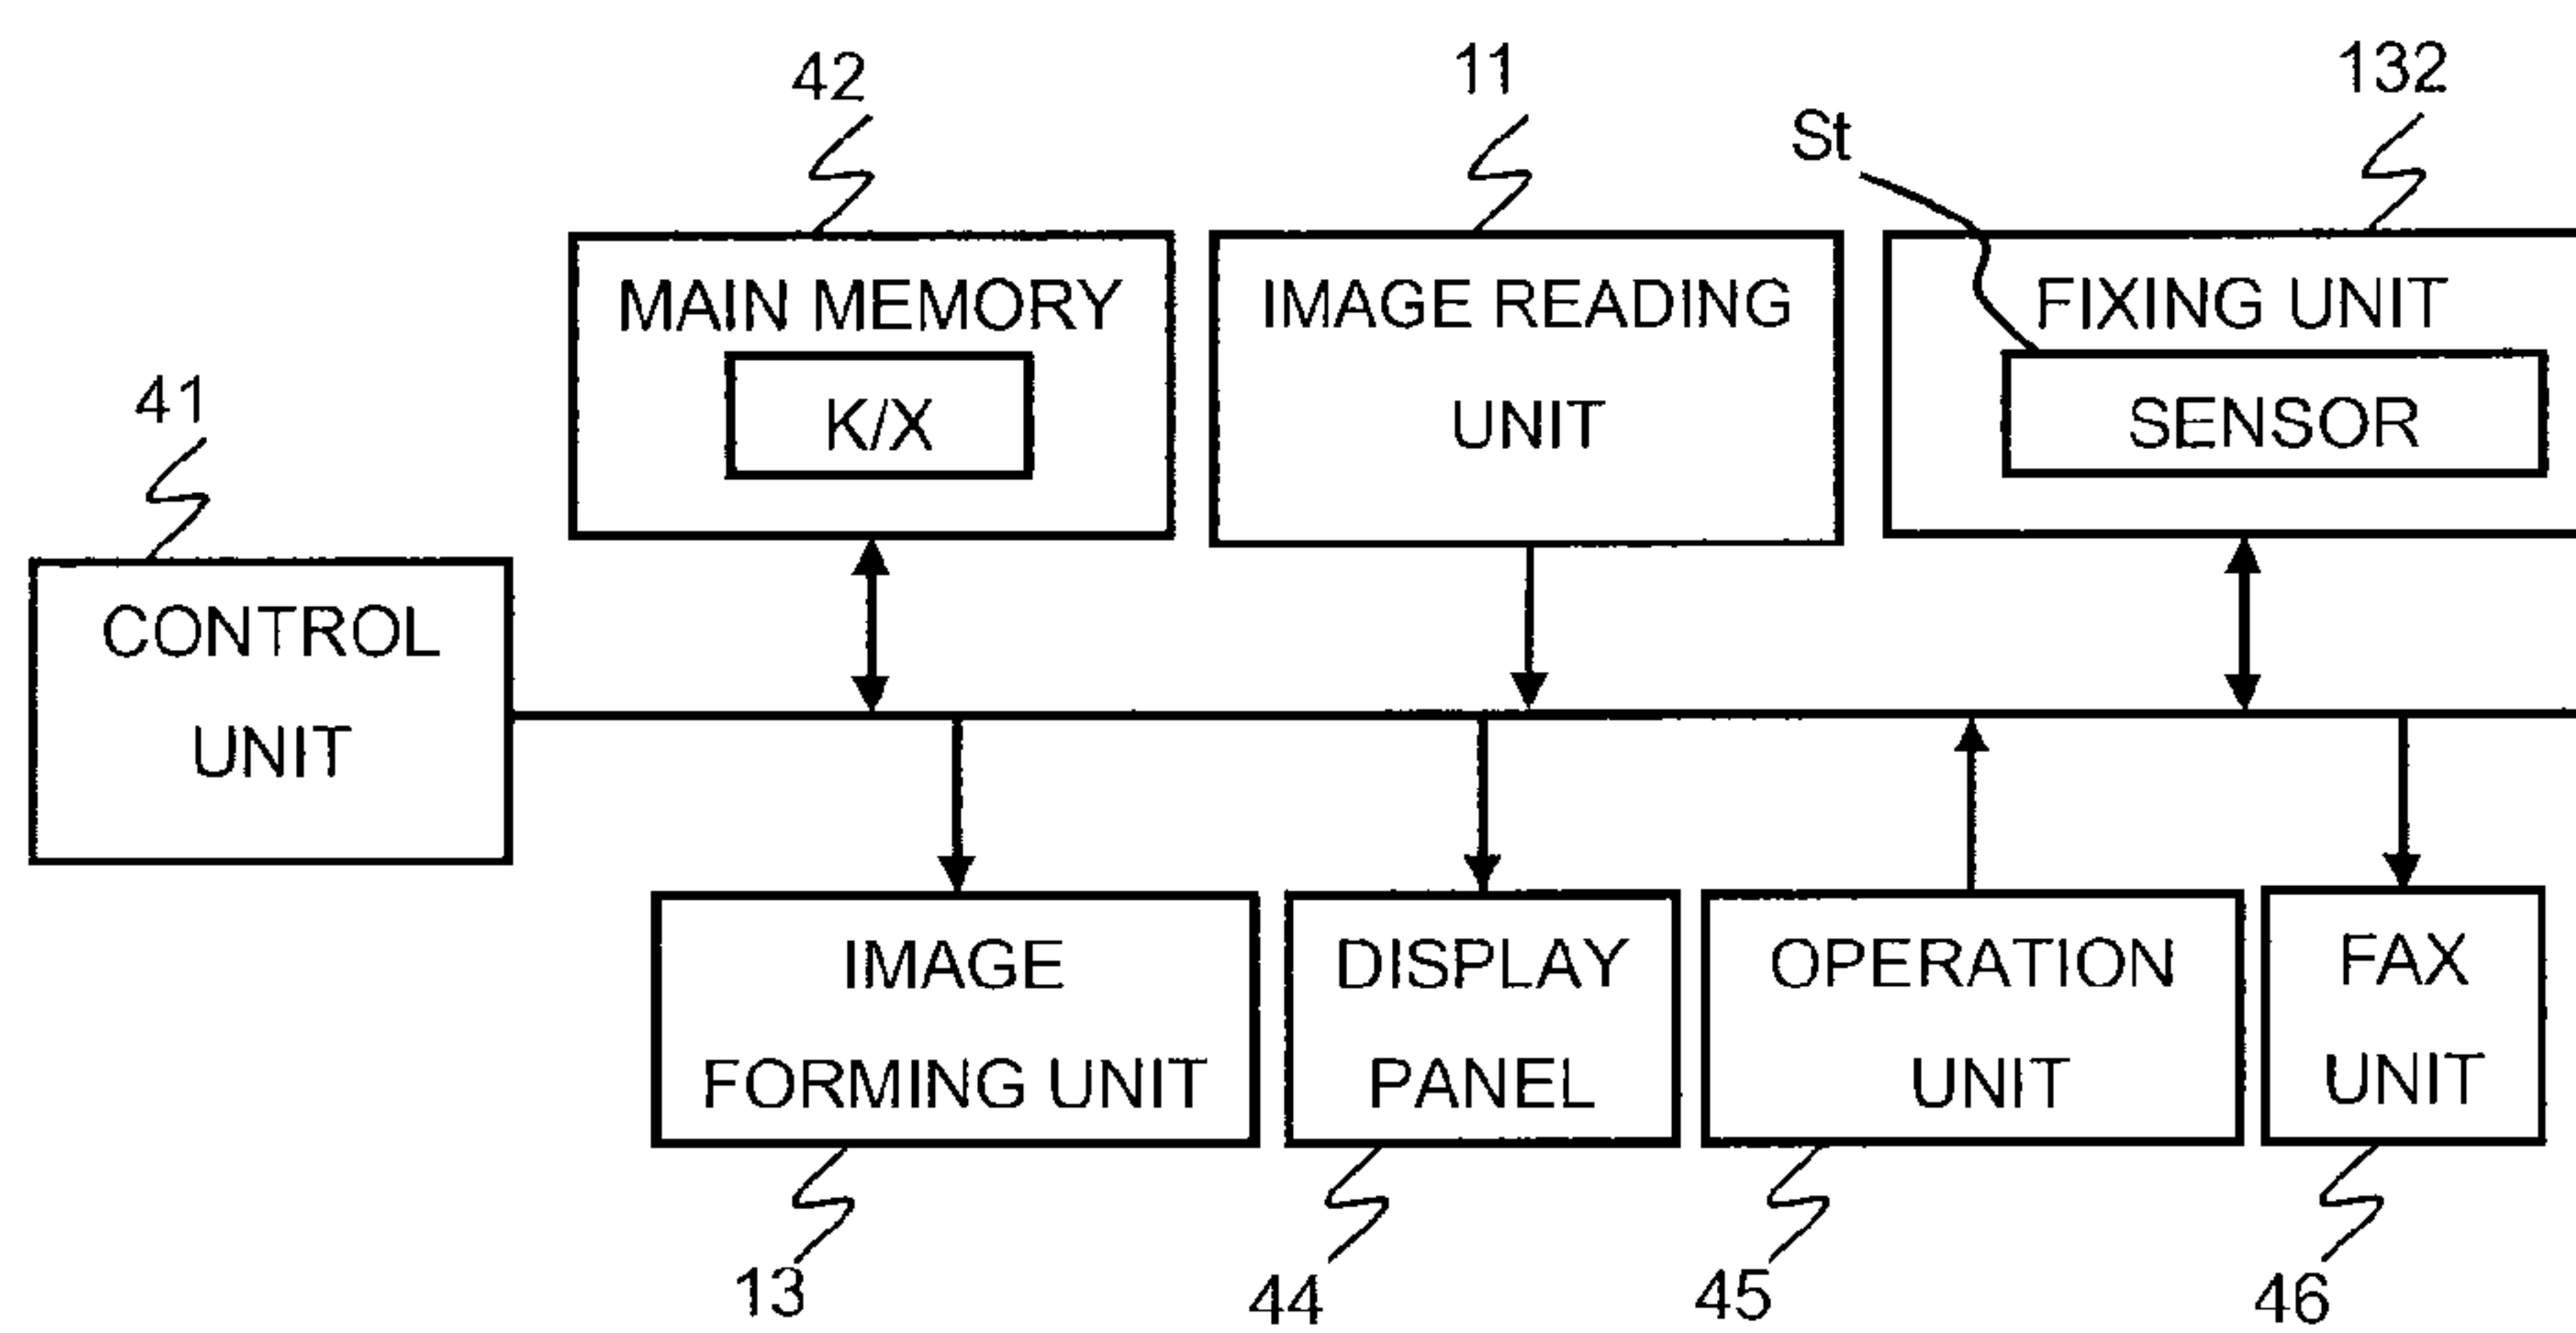 42
11
132
St
MAIN MEMORY
K/X
IMAGE READING
UNIT
FIXING UNIT
SENSOR
41
CONTROL
UNIT
IMAGE
FORMING UNIT
DISPLAY
PANEL
OPERATION
UNIT
FAX
UNIT
13
44
45
46